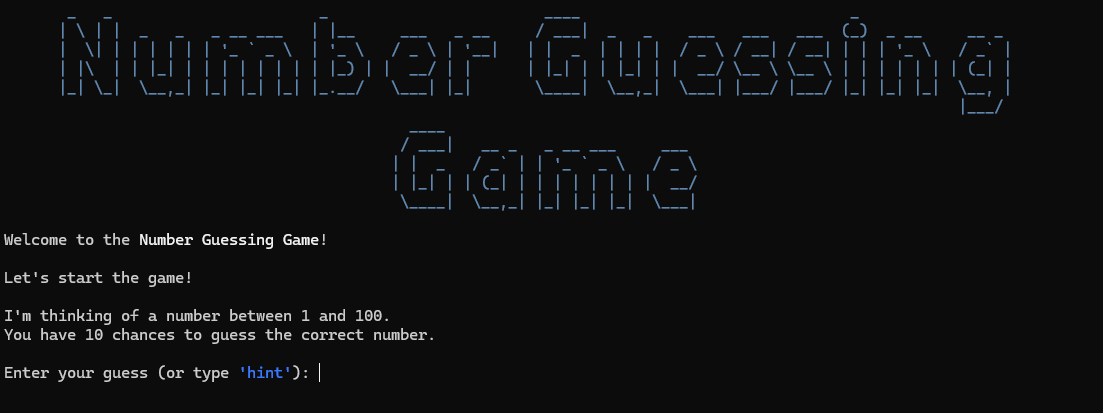 Number Guessing
Game
Welcome to the Number Guessing Game!
Let's start the game!
I'm thinking of a number between 1 and 100.
You have 10 chances to guess the correct number.
Enter your guess (or type 'hint'):